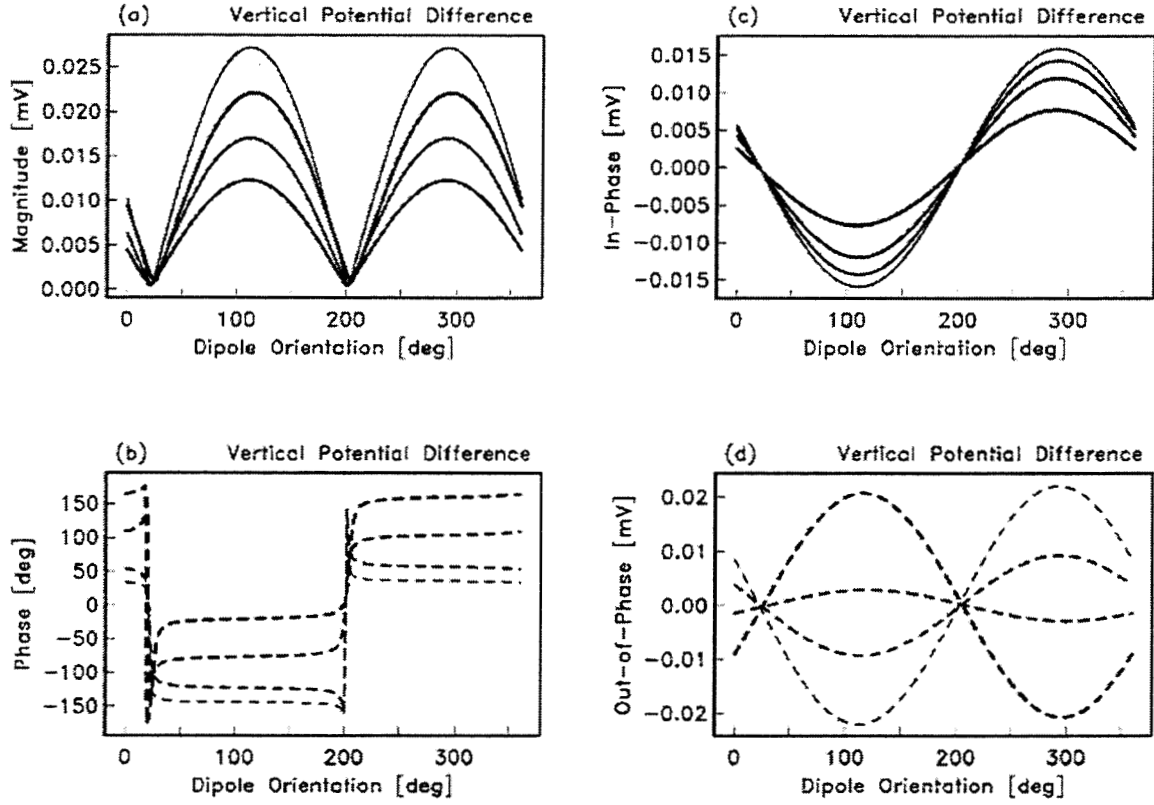 (a) Vertical Potential Difference
Magnitude [mV]
0.025
0.020
0.015
0.010
0.005
0.000
0 100 200 300
Dipole Orientation [deg]
(c) Vertical Potential Difference
In-Phase [mV]
0.015
0.010
0.005
0.000
-0.005
-0.010
-0.015
0 100 200 300
Dipole Orientation [deg]
(b) Vertical Potential Difference
Phase [deg]
150
100
50
0
-50
-100
-150
0 100 200 300
Dipole Orientation [deg]
(d) Vertical Potential Difference
Out-of-Phase [mV]
0.02
0.01
0.00
-0.01
-0.02
0 100 200 300
Dipole Orientation [deg]